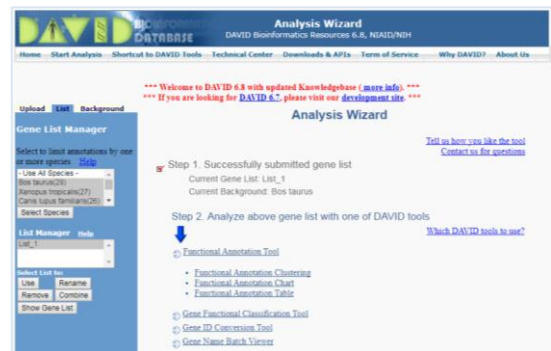 DAVID BIOINFORMATICS DATABASE
Analysis Wizard
DAVID Bioinformatics Resources 6.8, NIAID/NIH
Home Start Analysis Shortcut to DAVID Tools Technical Center Downloads & APIs Term of Service Why DAVID? About Us
*** Welcome to DAVID 6.8 with updated Knowledgebase ( more info). ***
*** If you are looking for DAVID 6.7, please visit our development site. ***
Upload List Background
Gene List Manager
Select to limit annotations by one
or more species Help
- Use All Species -
Bos taurus(28)
Xenopus tropicalis(27)
Canis lupus familiaris(26)
Select Species
List Manager Help
List_1
Select List to:
Use Rename
Remove Combine
Show Gene List
Analysis Wizard
Tell us how you like the tool
Contact us for questions
Step 1. Successfully submitted gene list
Current Gene List: List_1
Current Background: Bos taurus
Step 2. Analyze above gene list with one of DAVID tools
Which DAVID tools to use?
Functional Annotation Tool
Functional Annotation Clustering
Functional Annotation Chart
Functional Annotation Table
Gene Functional Classification Tool
Gene ID Conversion Tool
Gene Name Batch Viewer